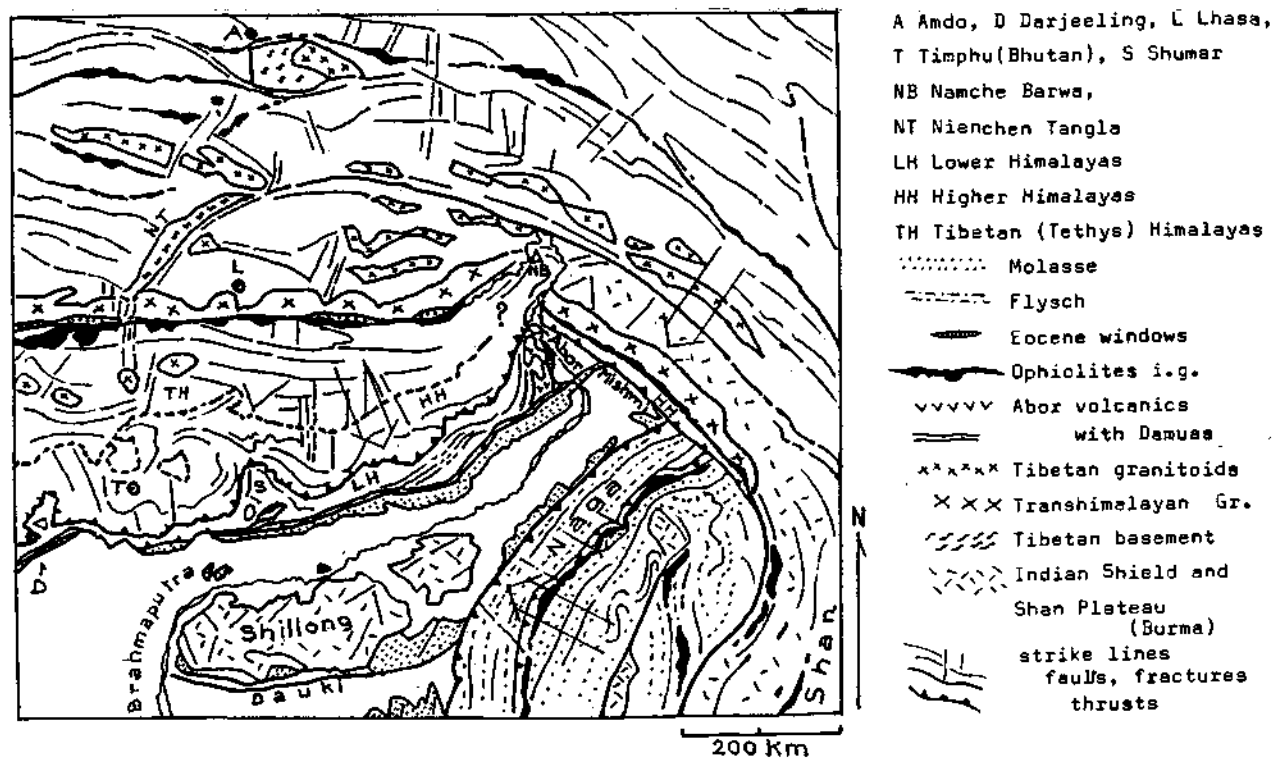 A
NT
L
NB
?
TH
HH
Abor
Mishmi
HH
LH
S
T
D
N
Naga
Shillong
Brahmaputra
Dauki
Shan
200 Km
A Amdo, D Darjeeling, L Lhasa,
T Timphu(Bhutan), S Shumar
NB Namche Barwa,
NT Nienchen Tangla
LH Lower Himalayas
HH Higher Himalayas
TH Tibetan (Tethys) Himalayas
Molasse
Flysch
Eocene windows
Ophiolites i.g.
Abor volcanics
with Damuas
Tibetan granitoids
Transhimalayan Gr.
Tibetan basement
Indian Shield and
Shan Plateau
(Burma)
strike lines
faults, fractures
thrusts